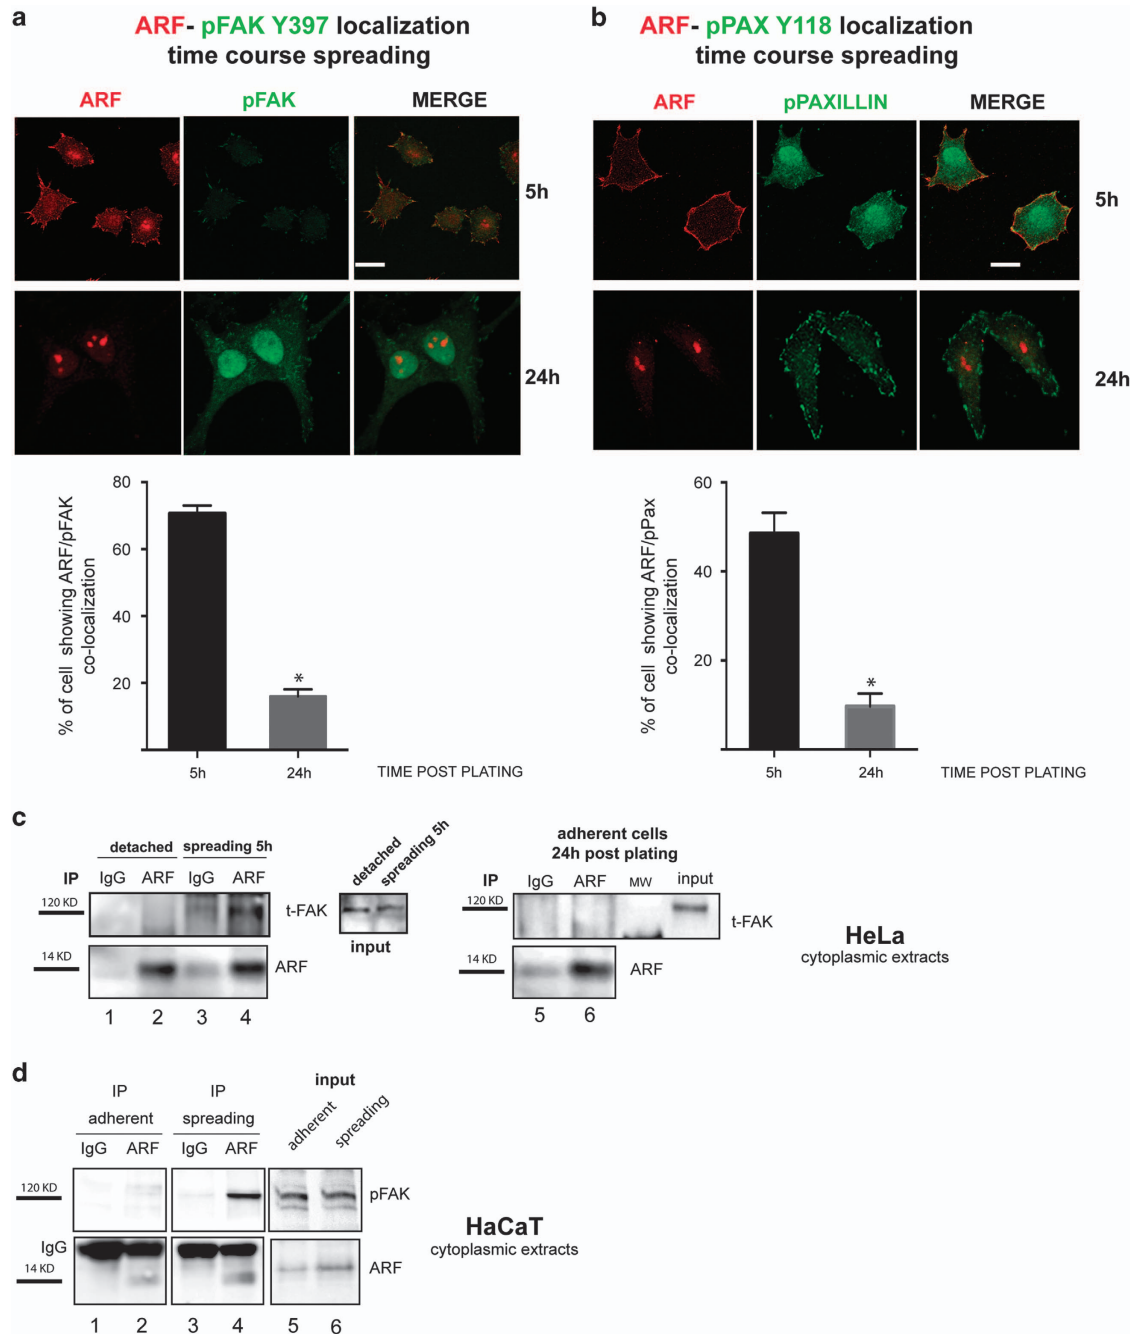 a
ARF- pFAK Y397 localization
time course spreading
ARF pFAK MERGE
5h
24h
80
60
40
20
% of cell showing ARF/pFAK
co-localization
*
5h 24h TIME POST PLATING
b
ARF- pPAX Y118 localization
time course spreading
ARF pPAXILLIN MERGE
5h
24h
60
40
20
% of cell showing ARF/pPax
co-localization
*
5h 24h TIME POST PLATING
c
detached spreading 5h
IP IgG ARF IgG ARF
120 KD
t-FAK
14 KD
ARF
1 2 3 4
detached
spreading 5h
input
adherent cells
24h post plating
IP IgG ARF MW input
120 KD
t-FAK
14 KD
ARF
5 6
HeLa
cytoplasmic extracts
d
IP IP input
adherent spreading adherent spreading
IgG ARF IgG ARF
120 KD
pFAK
IgG
14 KD
ARF
1 2 3 4 5 6
HaCaT
cytoplasmic extracts